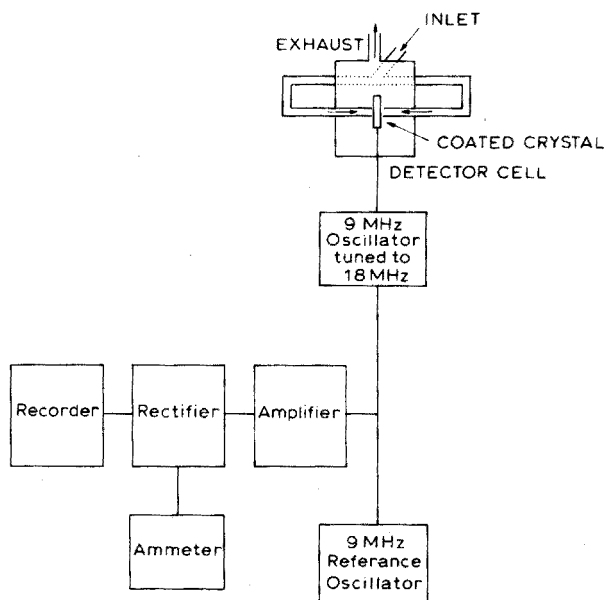 EXHAUST
INLET
COATED CRYSTAL
DETECTOR CELL
9 MHz
Oscillator
tuned to
18 MHz
Recorder
Rectifier
Amplifier
Ammeter
9 MHz
Referance
Oscillator